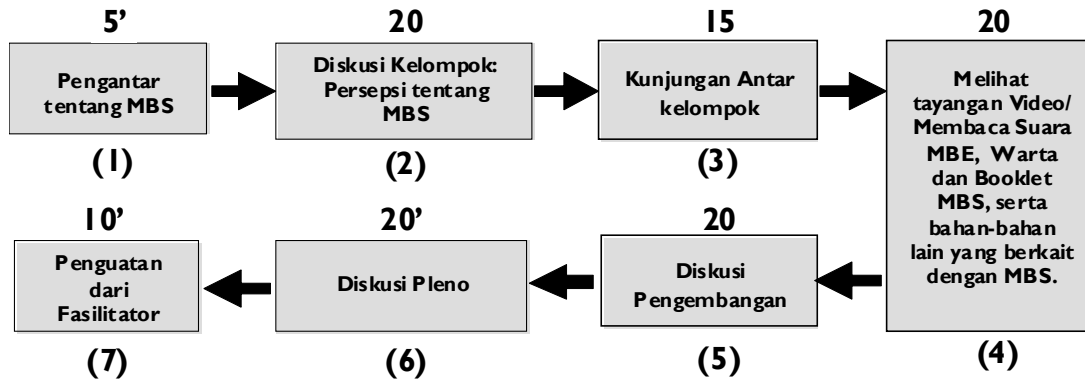 5’
Pengantar
tentang MBS
(1)
20
Diskusi Kelompok:
Persepsi tentang
MBS
(2)
15
Kunjungan Antar
kelompok
(3)
20
Melihat
tayangan Video/
Membaca Suara
MBE, Warta
dan Booklet
MBS, serta
bahan-bahan
lain yang berkait
dengan MBS.
(4)
20
Diskusi
Pengembangan
(5)
20’
Diskusi Pleno
(6)
10’
Penguatan
dari
Fasilitator
(7)